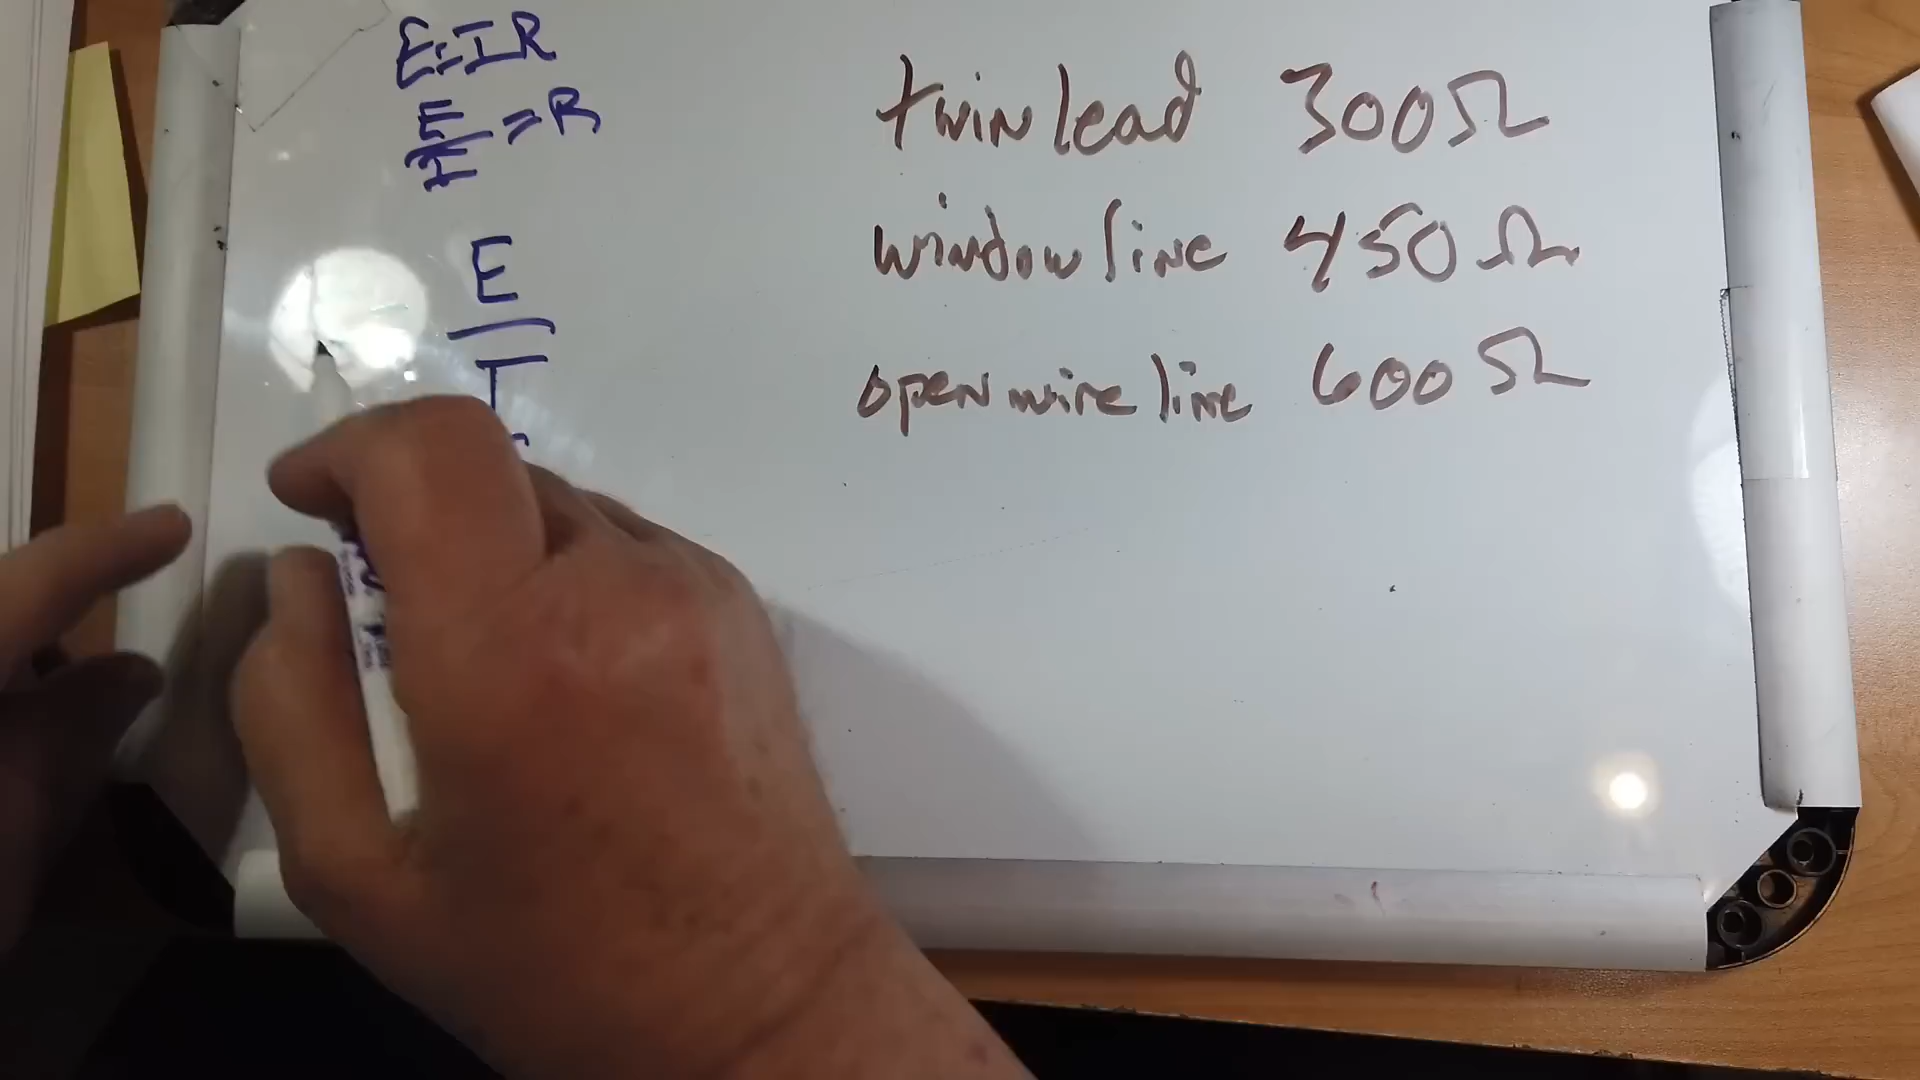 E=IR
E
I
=R
E
I
twin lead 300Ω
window line 450Ω
open wire line 600Ω